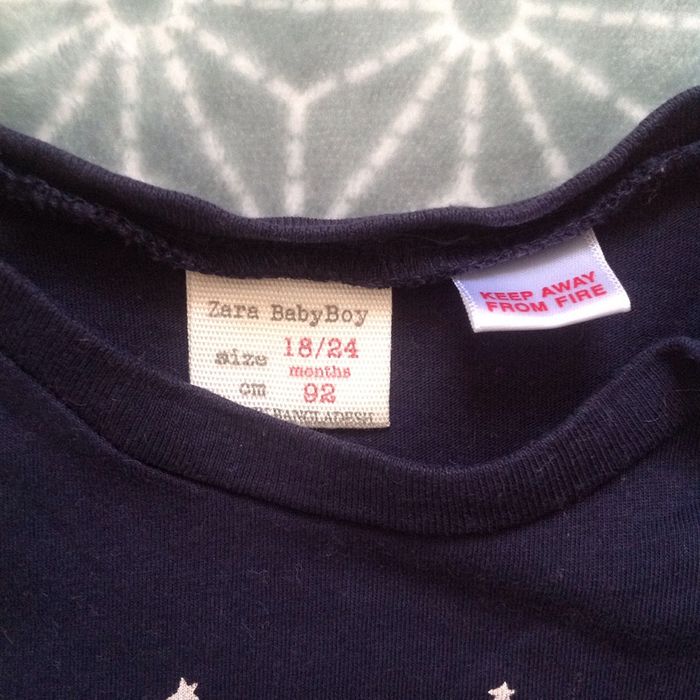 Zara BabyBoy
size 18/24
months
cm 92
BANGLADESH
KEEP AWAY
FROM FIRE